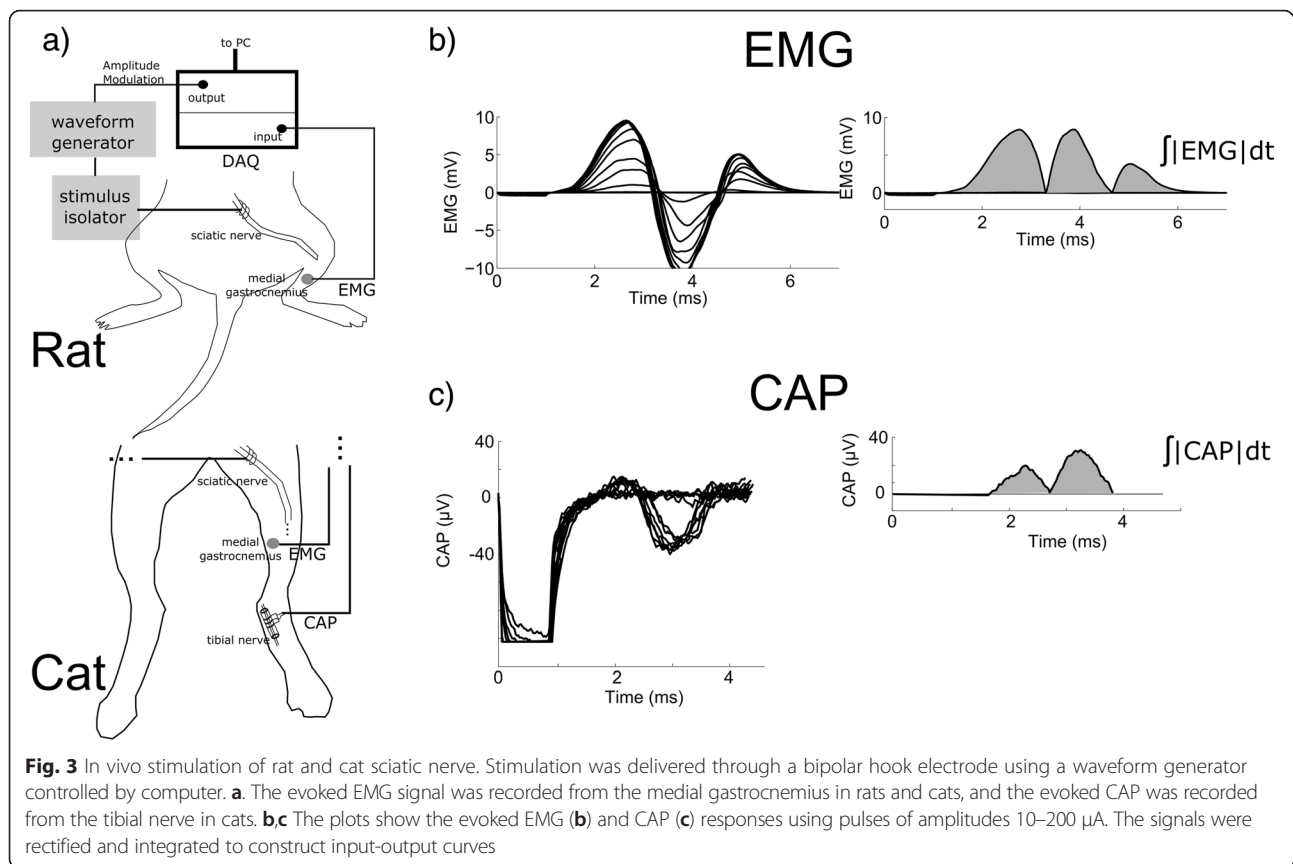 a)
to PC
Amplitude
Modulation
output
waveform
generator
input
DAQ
stimulus
isolator
sciatic nerve
medial
gastrocnemius
EMG
Rat
sciatic nerve
medial
gastrocnemius
EMG
CAP
tibial nerve
Cat
b)
EMG
10
5
0
−5
−10
EMG (mV)
0
2
4
6
Time (ms)
10
5
0
EMG (mV)
2
4
6
Time (ms)
∫|EMG|dt
c)
CAP
40
0
-40
CAP (µV)
0
2
4
Time (ms)
40
0
CAP (µV)
0
2
4
Time (ms)
∫|CAP|dt
Fig. 3 In vivo stimulation of rat and cat sciatic nerve. Stimulation was delivered through a bipolar hook electrode using a waveform generator
controlled by computer. a. The evoked EMG signal was recorded from the medial gastrocnemius in rats and cats, and the evoked CAP was recorded
from the tibial nerve in cats. b,c The plots show the evoked EMG (b) and CAP (c) responses using pulses of amplitudes 10–200 µA. The signals were
rectified and integrated to construct input-output curves